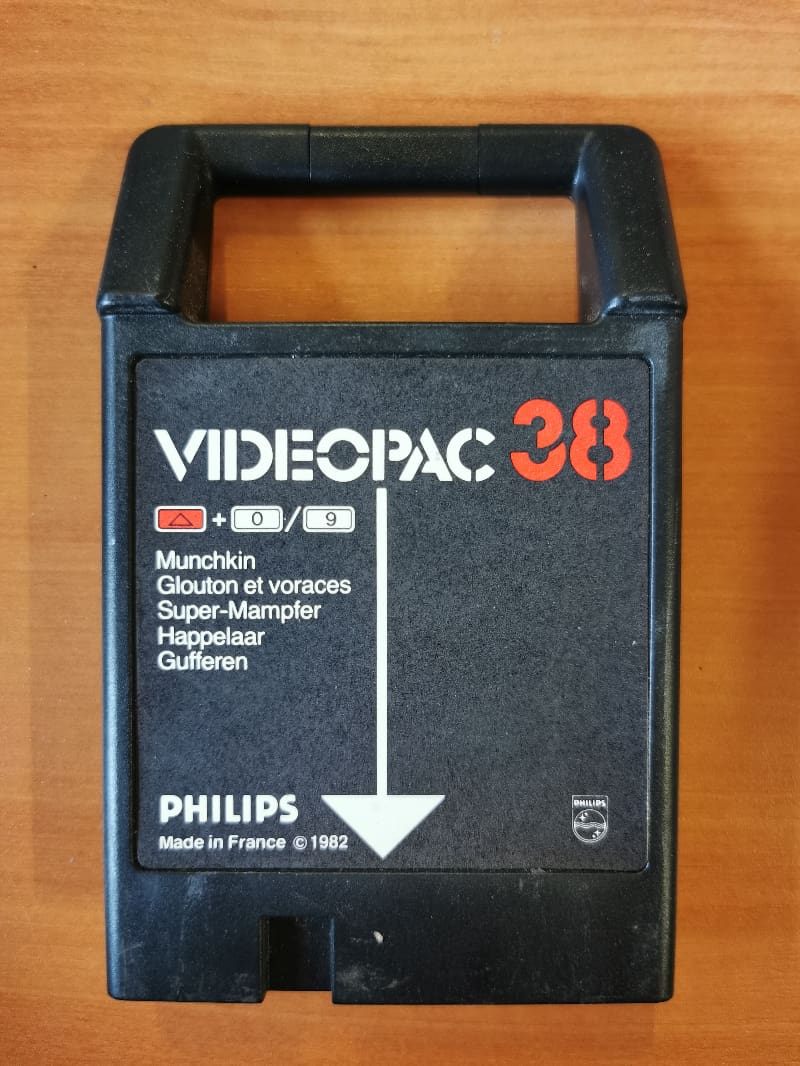 VIDEOPAC 38
△ + 0 / 9
Munchkin
Glouton et voraces
Super-Mampfer
Happelaar
Gufferen
PHILIPS
Made in France © 1982
PHILIPS